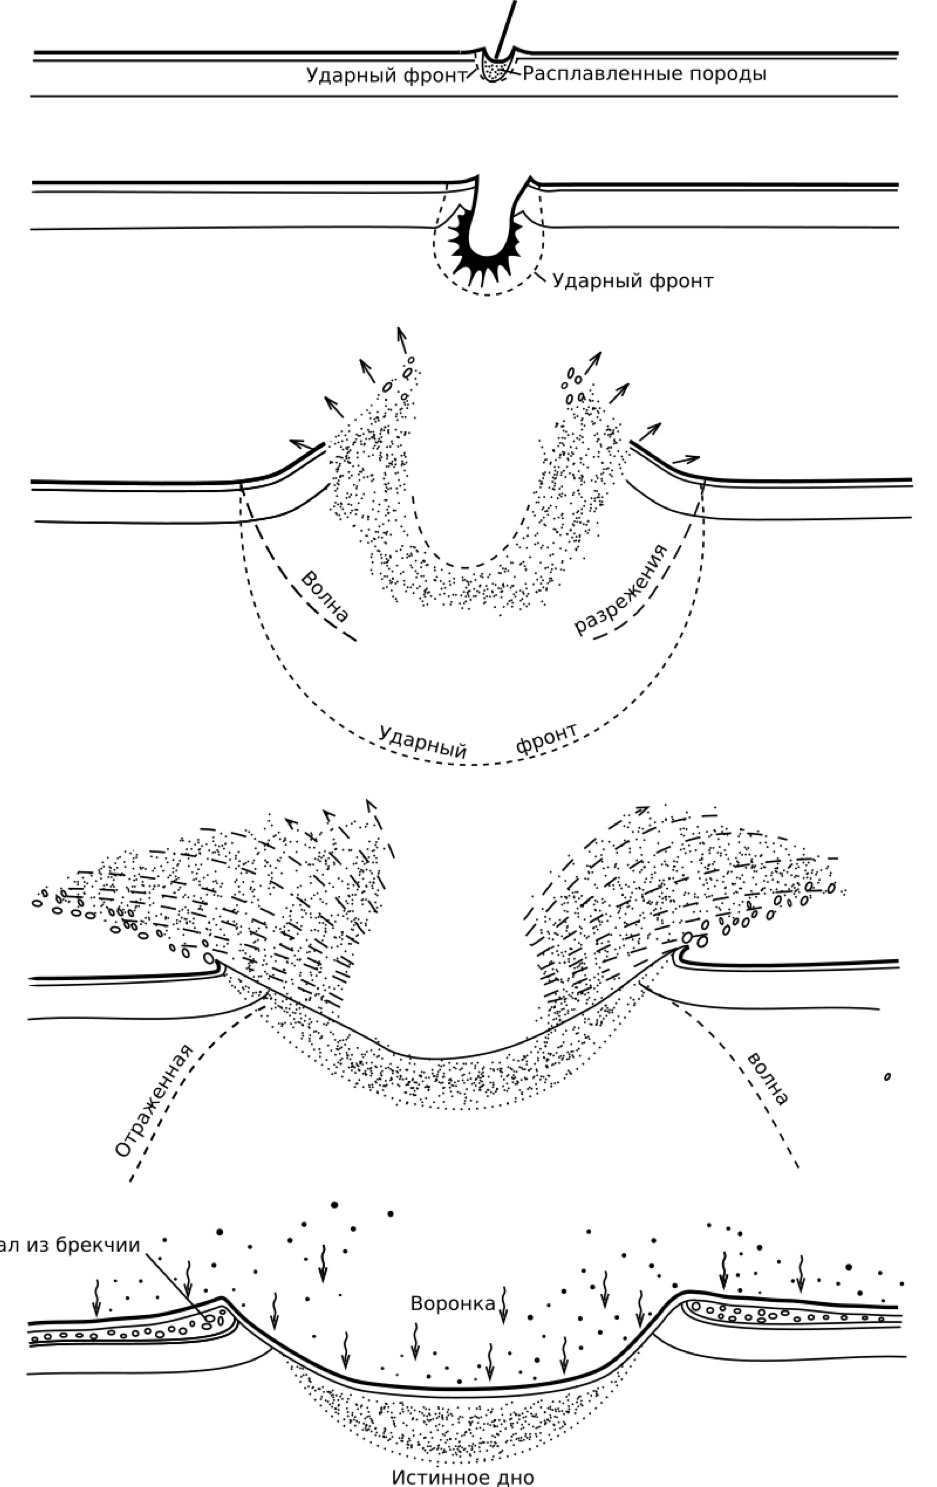 Ударный фронт
Расплавленные породы
Ударный фронт
Волна
разрежения
Ударный фронт
Отраженная
волна
ал из брекчии
Воронка
Истинное дно